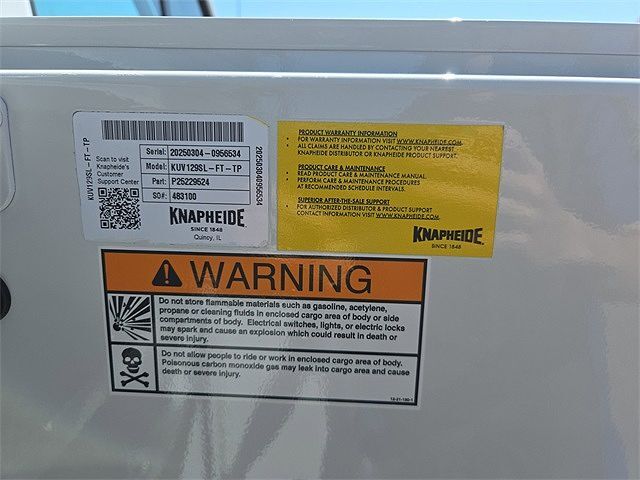 KUV129SL-FT-TP
Scan to visit
Knapheide's
Customer
Support Center
Serial: 20250304-0956534
Model: KUV129SL-FT-TP
Part: P25229524
SO#: 483100
KNAPHEIDE
SINCE 1848
Quincy, IL
20250304-0956534
PRODUCT WARRANTY INFORMATION
• FOR WARRANTY INFORMATION VISIT WWW.KNAPHEIDE.COM.
• ALL CLAIMS ARE HANDLED BY CONTACTING YOUR NEAREST
KNAPHEIDE DISTRIBUTOR OR KNAPHEIDE PRODUCT SUPPORT.
PRODUCT CARE & MAINTENANCE
• READ PRODUCT CARE & MAINTENANCE MANUAL.
• PERFORM CARE & MAINTENANCE PROCEDURES
AT RECOMMENDED SCHEDULE INTERVALS.
SUPERIOR AFTER-THE-SALE SUPPORT
• FOR AUTHORIZED DISTRIBUTOR & PRODUCT SUPPORT
CONTACT INFORMATION VISIT WWW.KNAPHEIDE.COM.
KNAPHEIDE
SINCE 1848
WARNING
Do not store flammable materials such as gasoline, acetylene,
propane or cleaning fluids in enclosed cargo area of body or side
compartments of body. Electrical switches, lights, or electric locks
may spark and cause an explosion which could result in death or
severe injury.
Do not allow people to ride or work in enclosed cargo area of body.
Poisonous carbon monoxide gas may leak into cargo area and cause
death or severe injury.